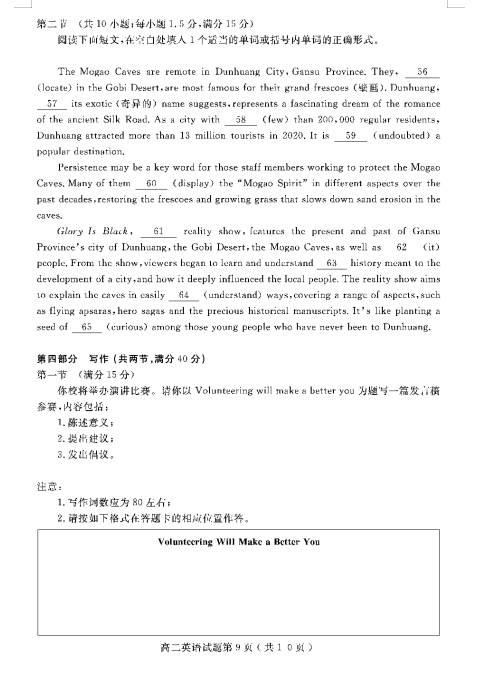 第二节 (共10小题;每小题1.5分,满分15分)
阅读下面短文,在空白处填入1个适当的单词或括号内单词的正确形式。
The Mogao Caves are remote in Dunhuang City, Gansu Province. They, 56
(locate) in the Gobi Desert, are most famous for their grand frescoes (壁画). Dunhuang,
57 its exotic (奇异的) name suggests, represents a fascinating dream of the romance
of the ancient Silk Road. As a city with 58 (few) than 200,000 regular residents,
Dunhuang attracted more than 13 million tourists in 2020. It is 59 (undoubted) a
popular destination.
Persistence may be a key word for those staff members working to protect the Mogao
Caves. Many of them 60 (display) the "Mogao Spirit" in different aspects over the
past decades, restoring the frescoes and growing grass that slows down sand erosion in the
caves.
Glory Is Black, 61 reality show, features the present and past of Gansu
Province's city of Dunhuang, the Gobi Desert, the Mogao Caves, as well as 62 (it)
people. From the show, viewers began to learn and understand 63 history meant to the
development of a city, and how it deeply influenced the local people. The reality show aims
to explain the caves in easily 64 (understand) ways, covering a range of aspects, such
as flying apsaras, hero sagas and the precious historical manuscripts. It's like planting a
seed of 65 (curious) among those young people who have never been to Dunhuang.
第四部分 写作 (共两节,满分40分)
第一节 (满分15分)
你校将举办演讲比赛。请你以 Volunteering will make a better you 为题写一篇发言稿
参赛,内容包括:
1. 陈述意义;
2. 提出建议;
3. 发出倡议。
注意:
1. 写作词数应为80左右;
2. 请按如下格式在答题卡的相应位置作答。
Volunteering Will Make a Better You
高二英语试题第9页(共10页)